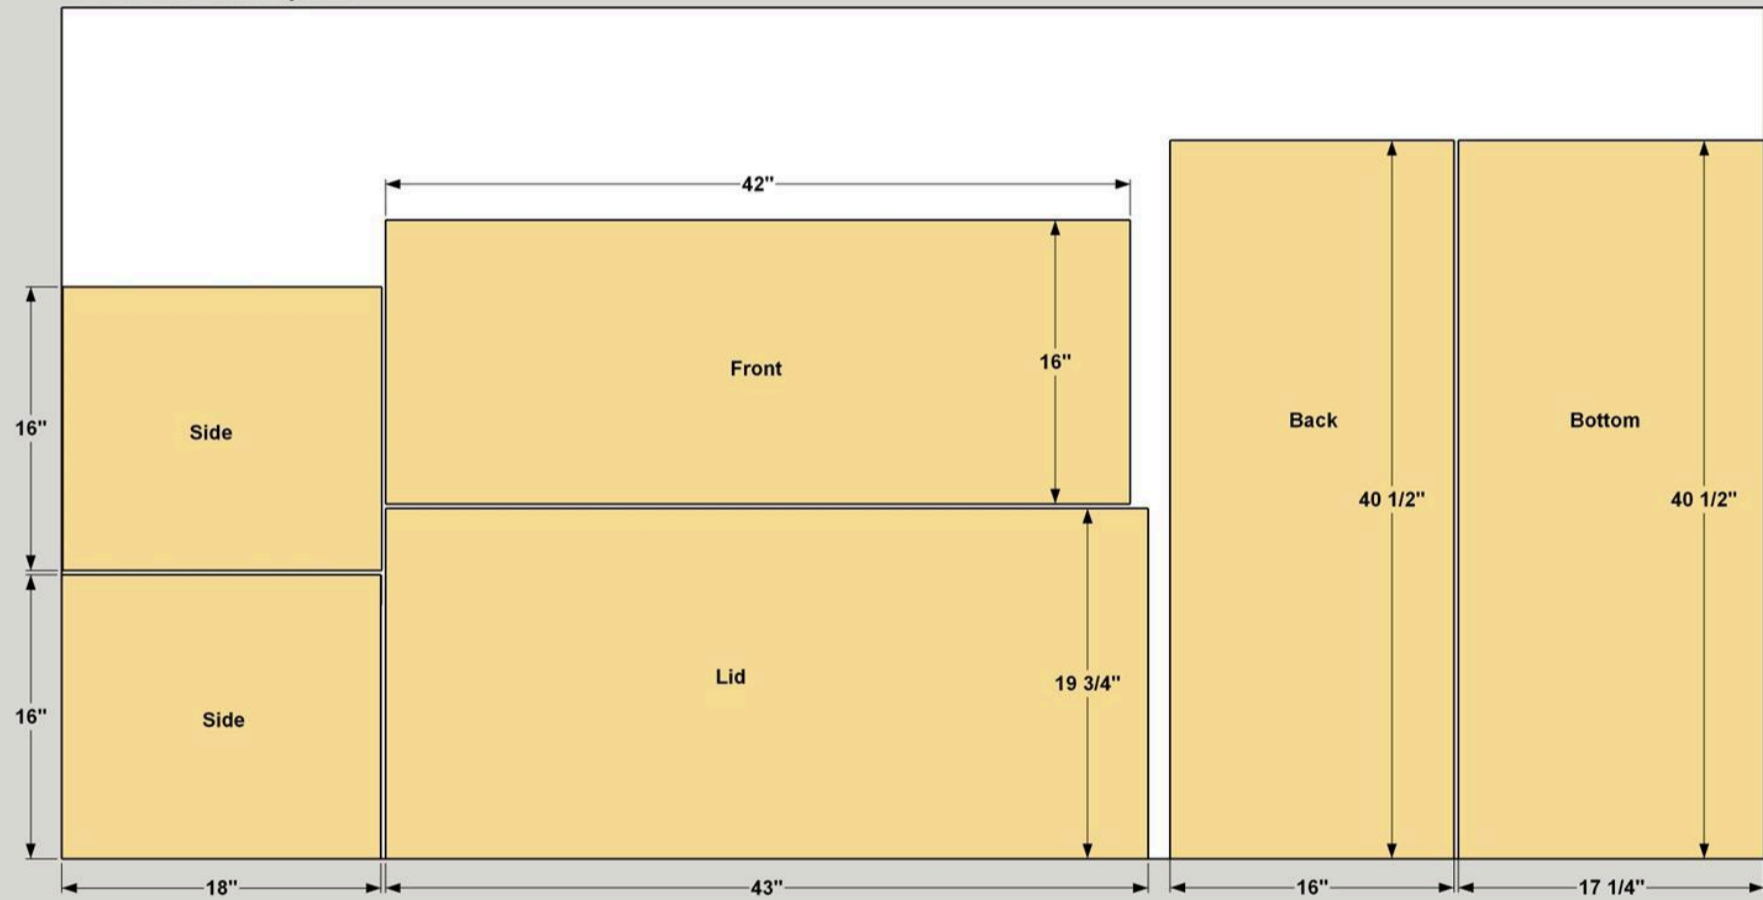 42"
Front
16"
16"
Side
Back
Bottom
40 1/2"
40 1/2"
Lid
19 3/4"
16"
Side
18"
43"
16"
17 1/4"